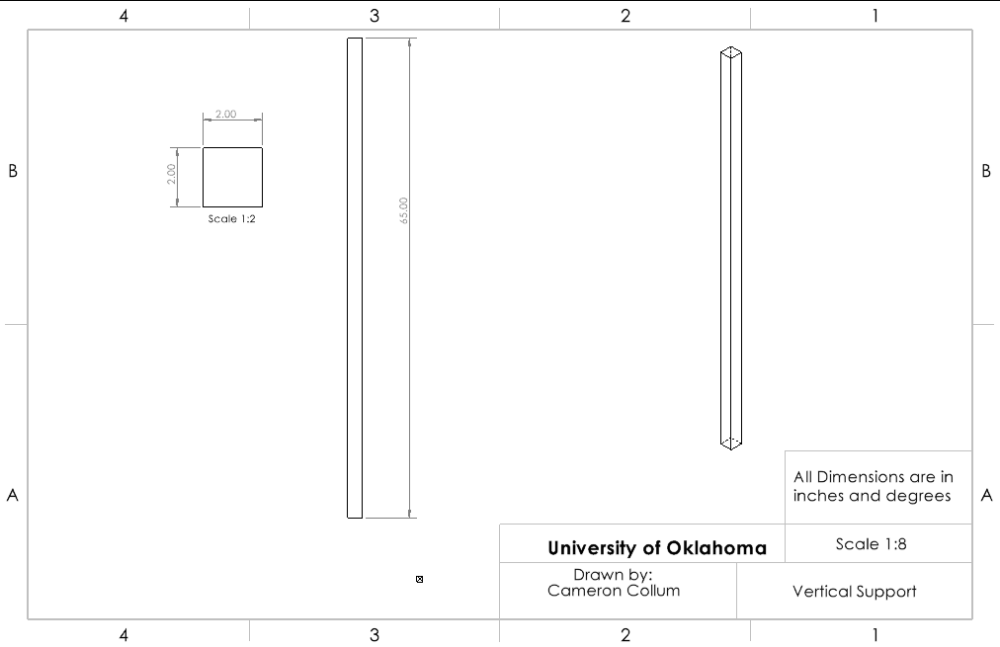 4 3 2 1
B B
2.00
2.00
Scale 1:2
65.00
A A
All Dimensions are in
inches and degrees
University of Oklahoma
Scale 1:8
Drawn by:
Cameron Collum
Vertical Support
4 3 2 1